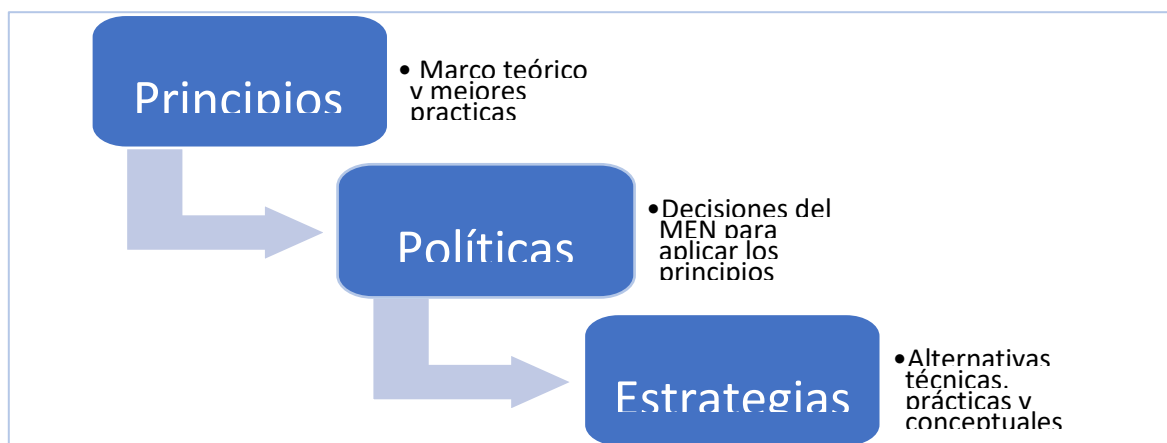 Principios
• Marco teórico
y mejores
practicas
Políticas
•Decisiones del
MEN para
aplicar los
principios
Estrategias
•Alternativas
técnicas,
prácticas y
conceptuales